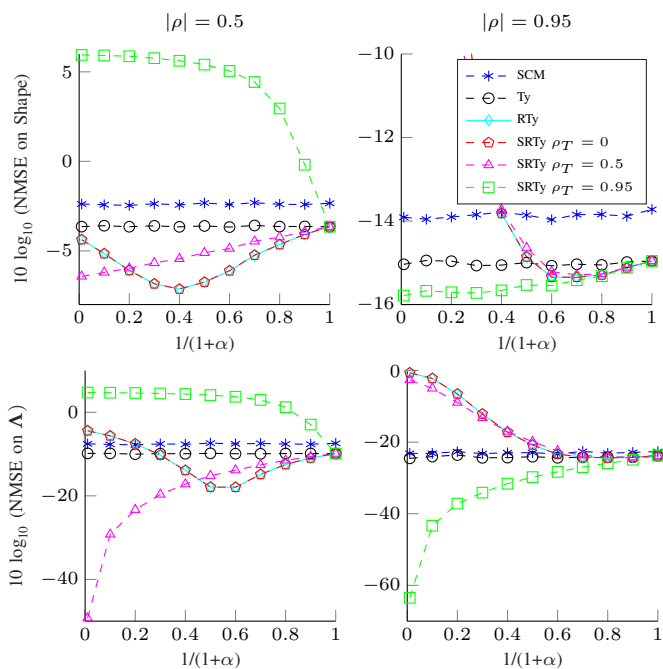 |ρ| = 0.5
|ρ| = 0.95
10 log₁₀ (NMSE on Shape)
5
0
−5
0
0.2
0.4
0.6
0.8
1
1/(1+α)
−10
−12
−14
−16
0
0.2
0.4
0.6
0.8
1
1/(1+α)
SCM
Ty
RTy
SRTy ρ_T = 0
SRTy ρ_T = 0.5
SRTy ρ_T = 0.95
10 log₁₀ (NMSE on Λ)
0
−20
−40
0
0.2
0.4
0.6
0.8
1
1/(1+α)
0
−20
−40
−60
0
0.2
0.4
0.6
0.8
1
1/(1+α)